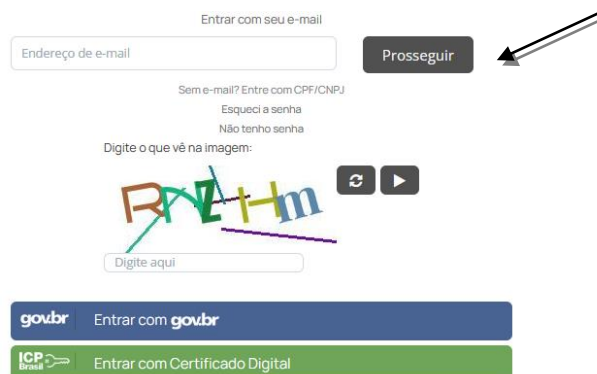 Entrar com seu e-mail
Endereço de e-mail
Prosseguir
Sem e-mail? Entre com CPF/CNPJ
Esqueci a senha
Não tenho senha
Digite o que vê na imagem:
Digite aqui
gov.br Entrar com gov.br
ICP Brasil Entrar com Certificado Digital